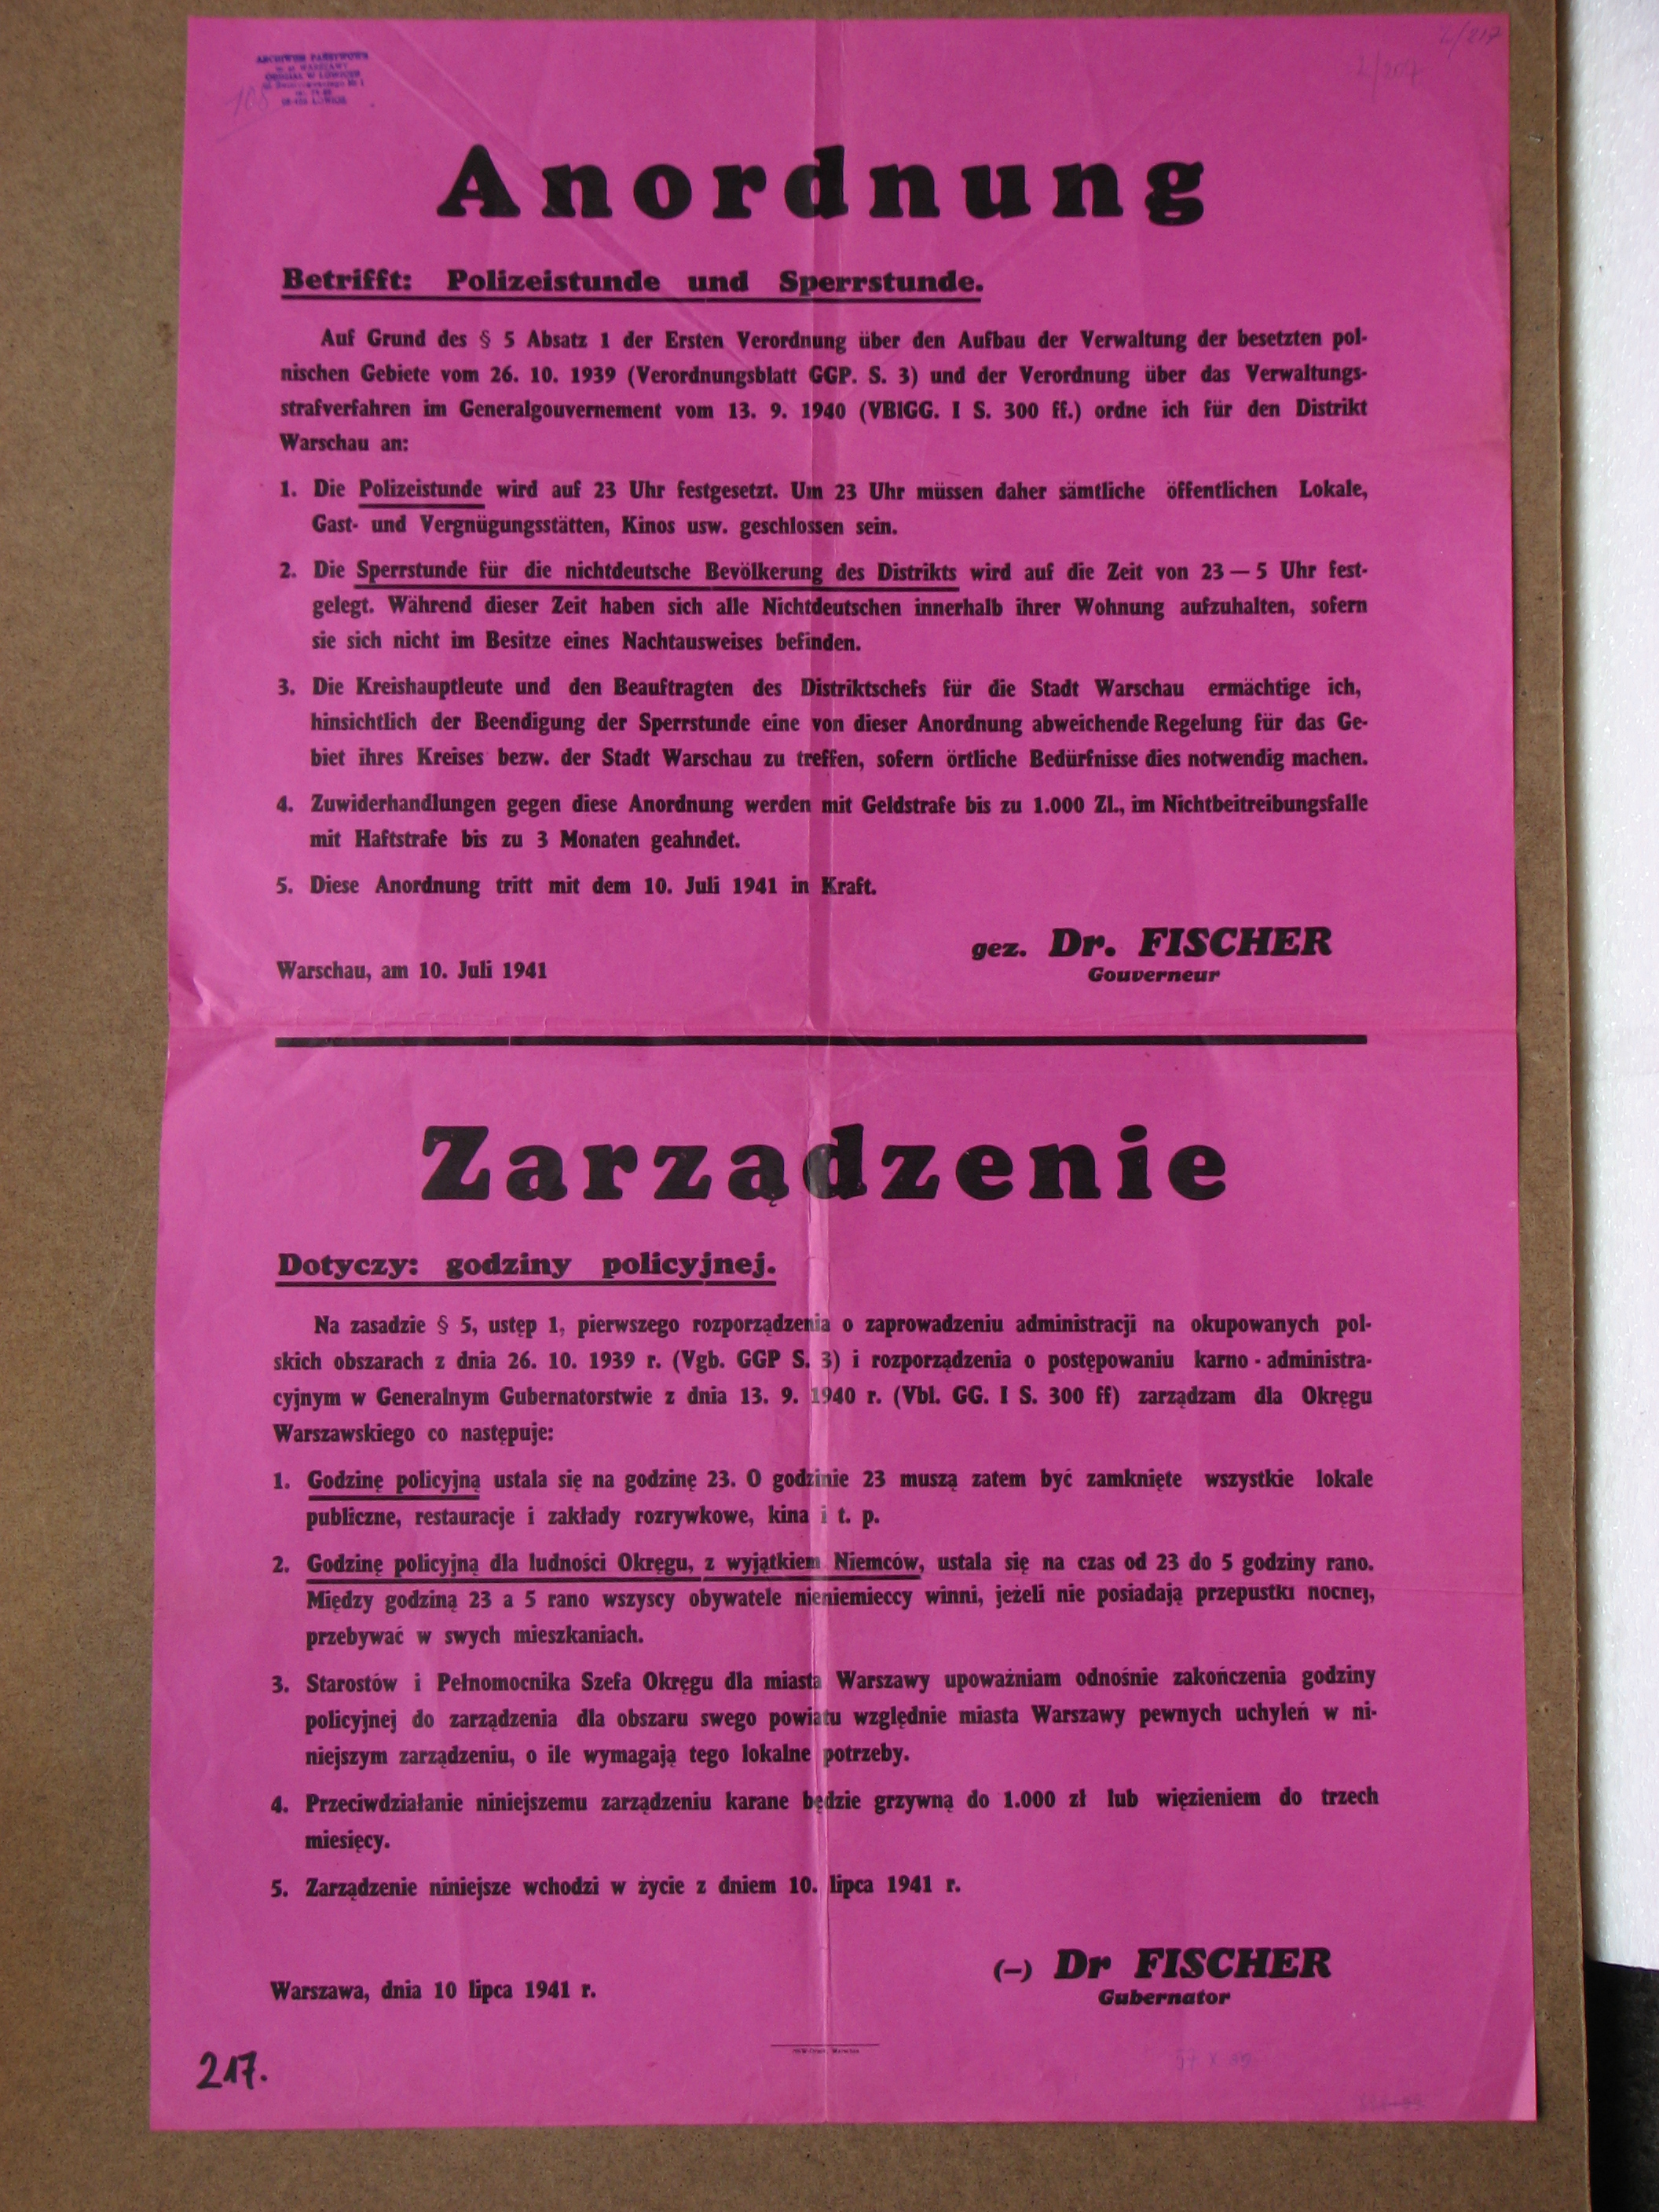 ARCHIWUM PAŃSTWOWE
ODDZIAŁ W ŁOWICZU
Anordnung
Betrifft: Polizeistunde und Sperrstunde.
Auf Grund des § 5 Absatz 1 der Ersten Verordnung über den Aufbau der Verwaltung der besetzten pol-
nischen Gebiete vom 26. 10. 1939 (Verordnungsblatt GGP. S. 3) und der Verordnung über das Verwaltungs-
strafverfahren im Generalgouvernement vom 13. 9. 1940 (VBlGG. I S. 300 ff.) ordne ich für den Distrikt
Warschau an:
1. Die Polizeistunde wird auf 23 Uhr festgesetzt. Um 23 Uhr müssen daher sämtliche öffentlichen Lokale,
Gast- und Vergnügungsstätten, Kinos usw. geschlossen sein.
2. Die Sperrstunde für die nichtdeutsche Bevölkerung des Distrikts wird auf die Zeit von 23 — 5 Uhr fest-
gelegt. Während dieser Zeit haben sich alle Nichtdeutschen innerhalb ihrer Wohnung aufzuhalten, sofern
sie sich nicht im Besitze eines Nachtausweises befinden.
3. Die Kreishauptleute und den Beauftragten des Distriktschefs für die Stadt Warschau ermächtige ich,
hinsichtlich der Beendigung der Sperrstunde eine von dieser Anordnung abweichende Regelung für das Ge-
biet ihres Kreises bezw. der Stadt Warschau zu treffen, sofern örtliche Bedürfnisse dies notwendig machen.
4. Zuwiderhandlungen gegen diese Anordnung werden mit Geldstrafe bis zu 1.000 Zl., im Nichtbeitreibungsfalle
mit Haftstrafe bis zu 3 Monaten geahndet.
5. Diese Anordnung tritt mit dem 10. Juli 1941 in Kraft.
gez. Dr. FISCHER
Gouverneur
Warschau, am 10. Juli 1941
Zarządzenie
Dotyczy: godziny policyjnej.
Na zasadzie § 5, ustęp 1, pierwszego rozporządzenia o zaprowadzeniu administracji na okupowanych pol-
skich obszarach z dnia 26. 10. 1939 r. (Vgb. GGP S. 3) i rozporządzenia o postępowaniu karno - administra-
cyjnym w Generalnym Gubernatorstwie z dnia 13. 9. 1940 r. (Vbl. GG. I S. 300 ff) zarządzam dla Okręgu
Warszawskiego co następuje:
1. Godzinę policyjną ustala się na godzinę 23. O godzinie 23 muszą zatem być zamknięte wszystkie lokale
publiczne, restauracje i zakłady rozrywkowe, kina i t. p.
2. Godzinę policyjną dla ludności Okręgu, z wyjątkiem Niemców, ustala się na czas od 23 do 5 godziny rano.
Między godziną 23 a 5 rano wszyscy obywatele nieniemieccy winni, jeżeli nie posiadają przepustki nocnej,
przebywać w swych mieszkaniach.
3. Starostów i Pełnomocnika Szefa Okręgu dla miasta Warszawy upoważniam odnośnie zakończenia godziny
policyjnej do zarządzenia dla obszaru swego powiatu względnie miasta Warszawy pewnych uchyleń w ni-
niejszym zarządzeniu, o ile wymagają tego lokalne potrzeby.
4. Przeciwdziałanie niniejszemu zarządzeniu karane będzie grzywną do 1.000 zł lub więzieniem do trzech
miesięcy.
5. Zarządzenie niniejsze wchodzi w życie z dniem 10. lipca 1941 r.
(—) Dr FISCHER
Gubernator
Warszawa, dnia 10 lipca 1941 r.
217.